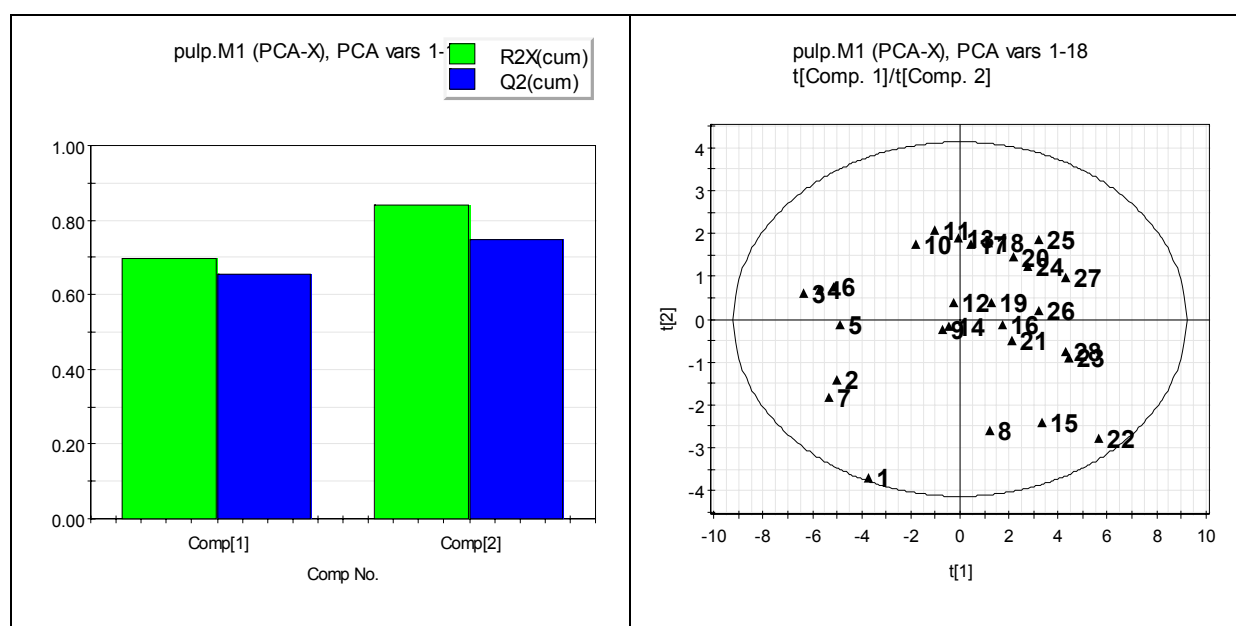 pulp.M1 (PCA-X), PCA vars 1-
R2X(cum)
Q2(cum)
1.00
0.80
0.60
0.40
0.20
0.00
Comp[1] Comp[2]
Comp No.
pulp.M1 (PCA-X), PCA vars 1-18
t[Comp. 1]/t[Comp. 2]
t[2]
4
3
2
1
0
-1
-2
-3
-4
11 13 18 25
10 17
20
24
27
3 4 6
12 19
26
5 9 14 16
21
28
23
2
7
8 15
22
1
-10 -8 -6 -4 -2 0 2 4 6 8 10
t[1]